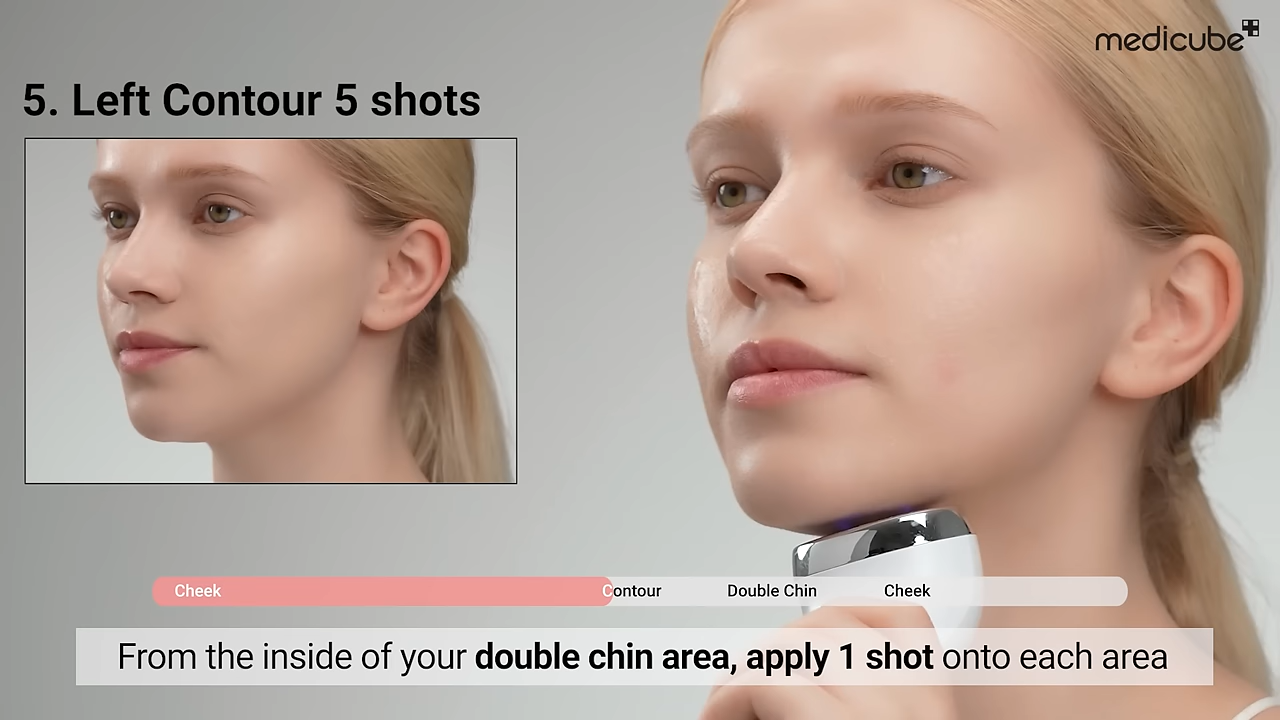 medicube
5. Left Contour 5 shots
Cheek Contour Double Chin Cheek
From the inside of your double chin area, apply 1 shot onto each area